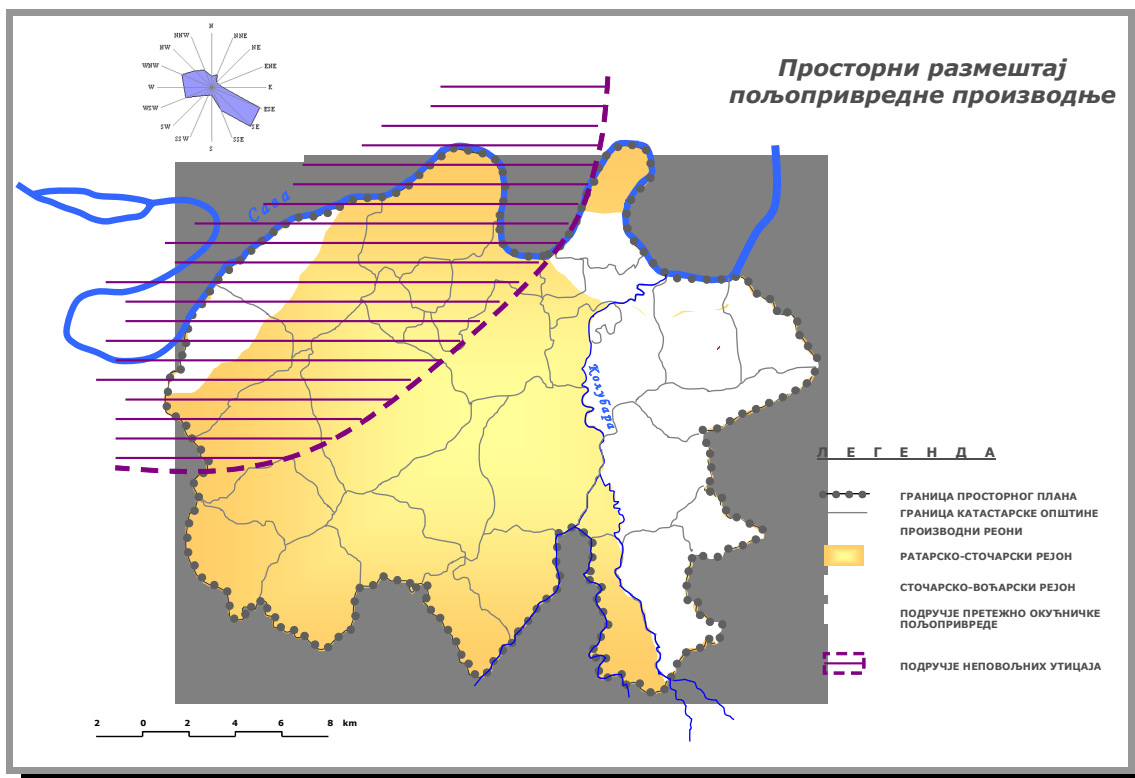 Просторни размештај
пољопривредне производње
N
NNW
NNE
NW
NE
WNW
ENE
W
E
WSW
ESE
SW
SE
SSW
SSE
S
Сава
Колубара
ЛЕГЕНДА
ГРАНИЦА ПРОСТОРНОГ ПЛАНА
ГРАНИЦА КАТАСТАРСКЕ ОПШТИНЕ
ПРОИЗВОДНИ РЕОНИ
РАТАРСКО-СТОЧАРСКИ РЕЈОН
СТОЧАРСКО-ВОЋАРСКИ РЕЈОН
ПОДРУЧЈЕ ПРЕТЕЖНО ОКУЋНИЧКЕ
ПОЉОПРИВРЕДЕ
ПОДРУЧЈЕ НЕПОВОЉНИХ УТИЦАЈА
2 0 2 4 6 8 km